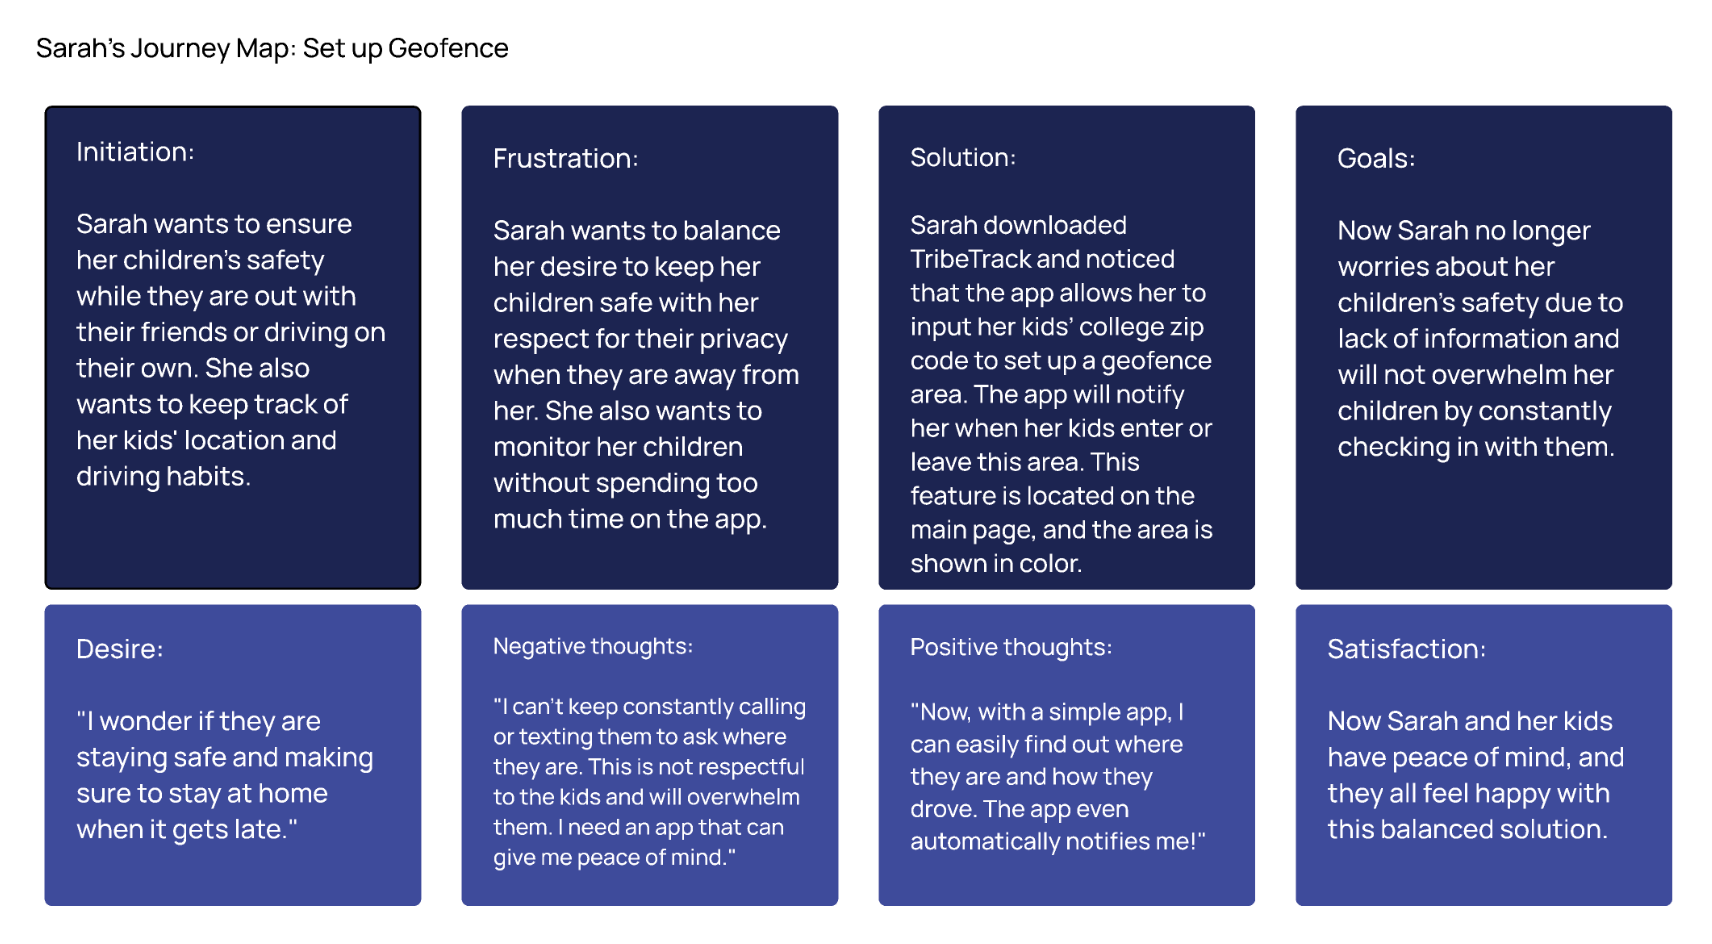 Sarah's Journey Map: Set up Geofence
Initiation:
Sarah wants to ensure
her children's safety
while they are out with
their friends or driving on
their own. She also
wants to keep track of
her kids' location and
driving habits.
Frustration:
Sarah wants to balance
her desire to keep her
children safe with her
respect for their privacy
when they are away from
her. She also wants to
monitor her children
without spending too
much time on the app.
Solution:
Sarah downloaded
TribeTrack and noticed
that the app allows her to
input her kids' college zip
code to set up a geofence
area. The app will notify
her when her kids enter or
leave this area. This
feature is located on the
main page, and the area is
shown in color.
Goals:
Now Sarah no longer
worries about her
children's safety due to
lack of information and
will not overwhelm her
children by constantly
checking in with them.
Desire:
"I wonder if they are
staying safe and making
sure to stay at home
when it gets late."
Negative thoughts:
"I can't keep constantly calling
or texting them to ask where
they are. This is not respectful
to the kids and will overwhelm
them. I need an app that can
give me peace of mind."
Positive thoughts:
"Now, with a simple app, I
can easily find out where
they are and how they
drove. The app even
automatically notifies me!"
Satisfaction:
Now Sarah and her kids
have peace of mind, and
they all feel happy with
this balanced solution.